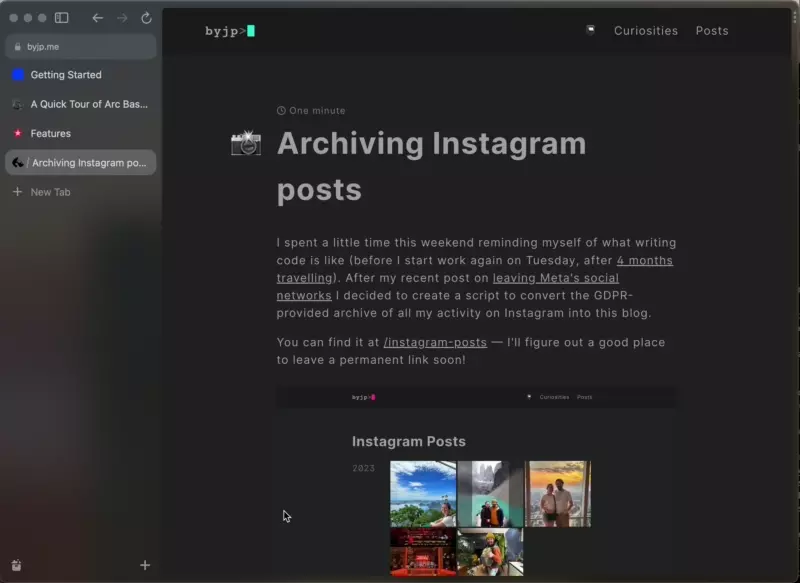 byjp.me
Getting Started
A Quick Tour of Arc Bas...
Features
/ Archiving Instagram po...
New Tab
byjp>
Curiosities
Posts
One minute
Archiving Instagram
posts
I spent a little time this weekend reminding myself of what writing
code is like (before I start work again on Tuesday, after 4 months
travelling). After my recent post on leaving Meta's social
networks I decided to create a script to convert the GDPR-
provided archive of all my activity on Instagram into this blog.
You can find it at /instagram-posts — I'll figure out a good place
to leave a permanent link soon!
byjp>
Curiosities
Posts
Instagram Posts
2023